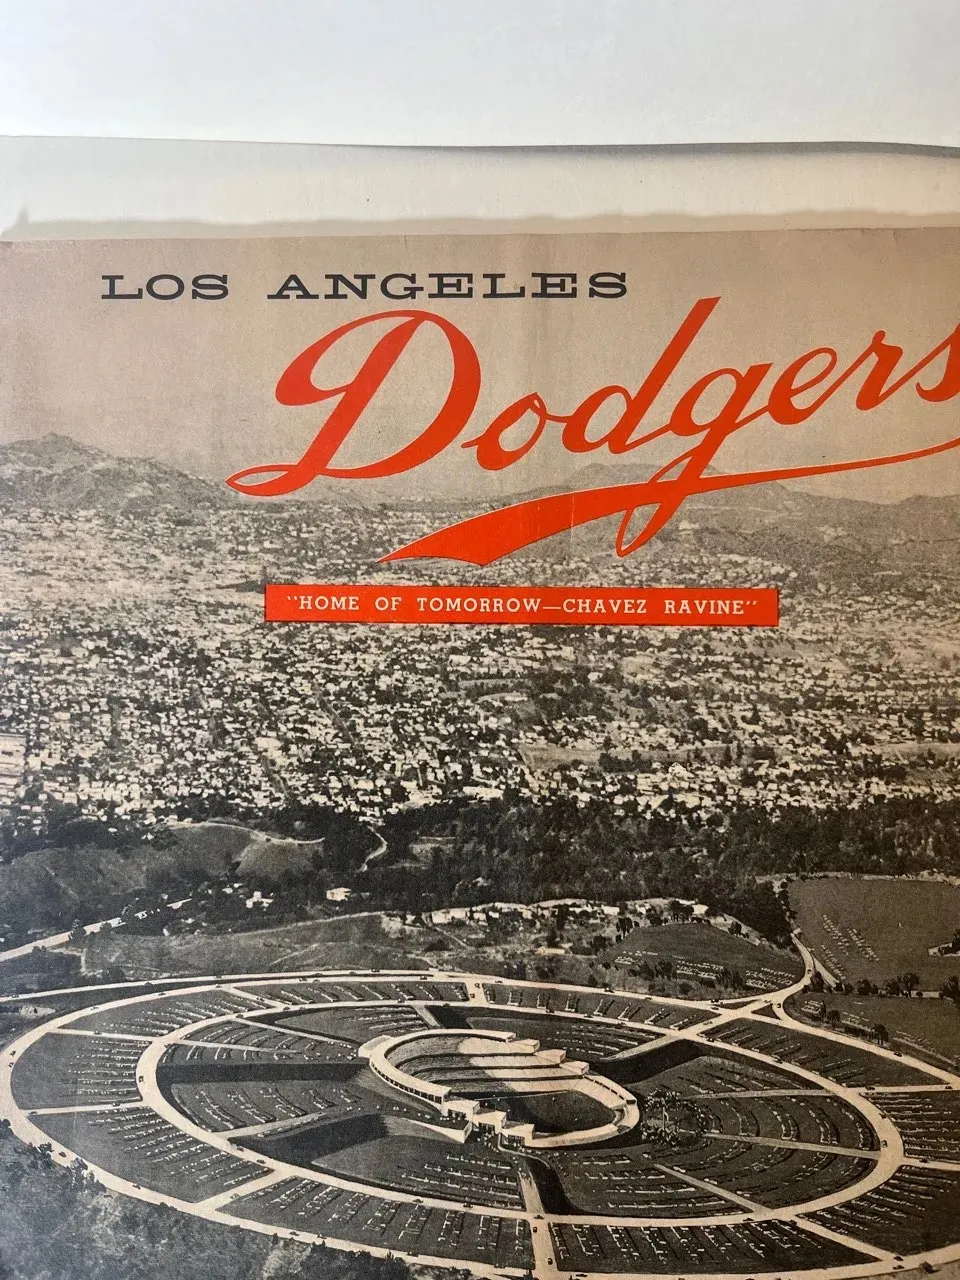 LOS ANGELES
Dodgers
"HOME OF TOMORROW—CHAVEZ RAVINE"